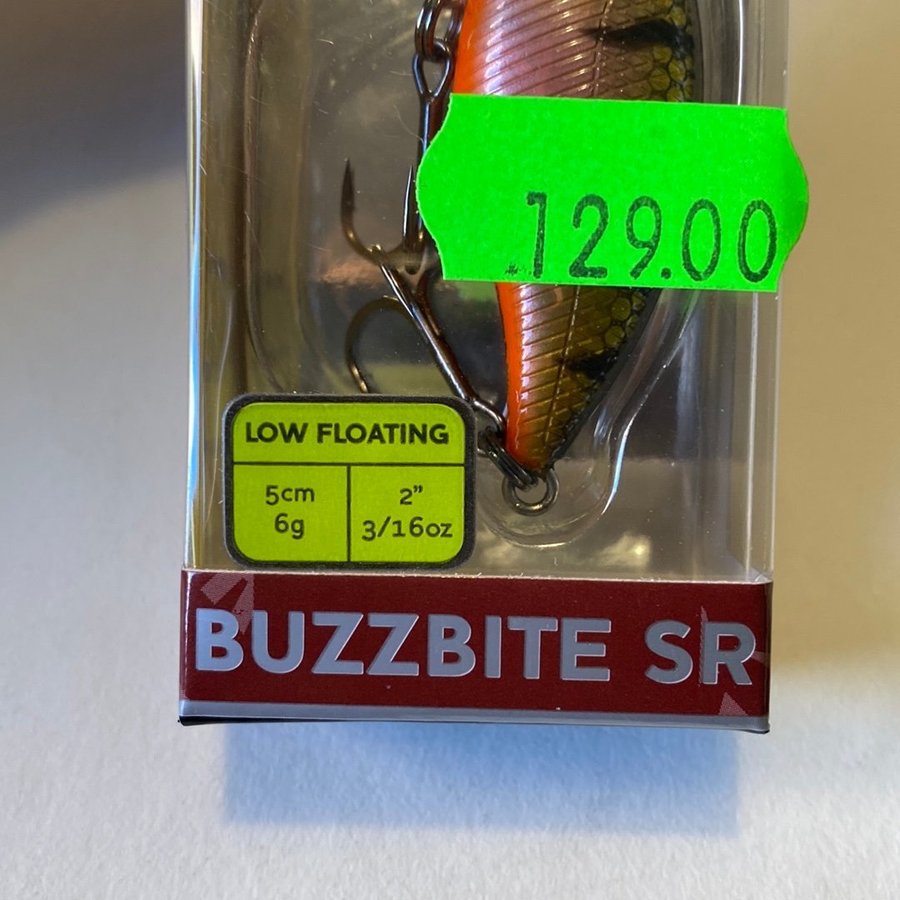 129.00
LOW FLOATING
5cm 2”
6g 3/16oz
BUZZBITE SR